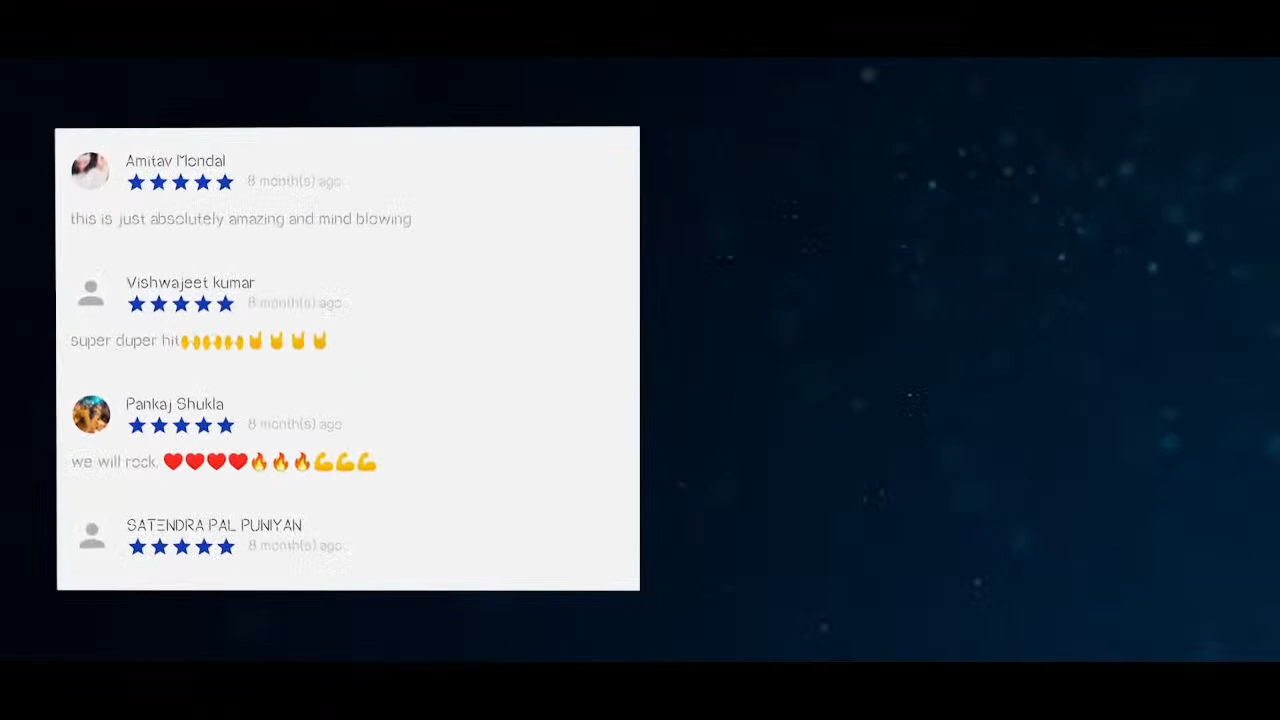 Amitav Mondal
8 month(s) ago
this is just absolutely amazing and mind blowing
Vishwajeet kumar
8 month(s) ago
super duper hit🙌🙌🙌🤘🤘🤘🤘
Pankaj Shukla
8 month(s) ago
we will rock. ❤️❤️❤️❤️🔥🔥🔥💪💪💪
SATENDRA PAL PUNIYAN
8 month(s) ago